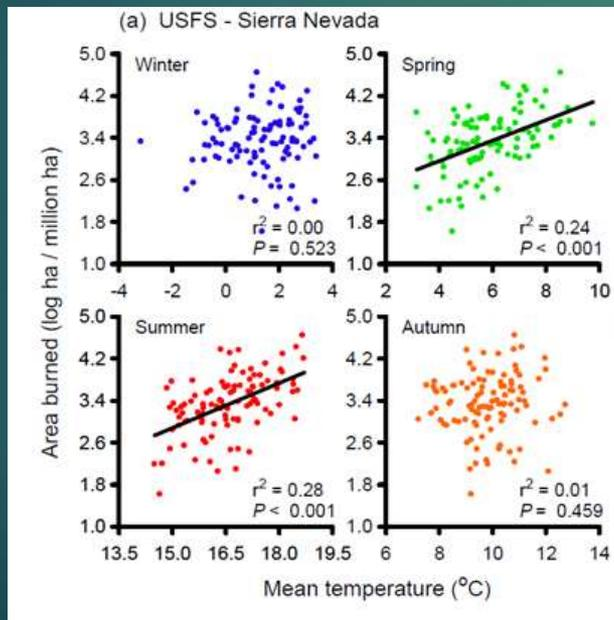 (a) USFS - Sierra Nevada
Area burned (log ha / million ha)
5.0
4.2
3.4
2.6
1.8
1.0
Winter
r² = 0.00
P = 0.523
-4 -2 0 2 4
5.0
4.2
3.4
2.6
1.8
1.0
Spring
r² = 0.24
P < 0.001
2 4 6 8 10
5.0
4.2
3.4
2.6
1.8
1.0
Summer
r² = 0.28
P < 0.001
13.5 15.0 16.5 18.0 19.5
5.0
4.2
3.4
2.6
1.8
1.0
Autumn
r² = 0.01
P = 0.459
6 8 10 12 14
Mean temperature (°C)